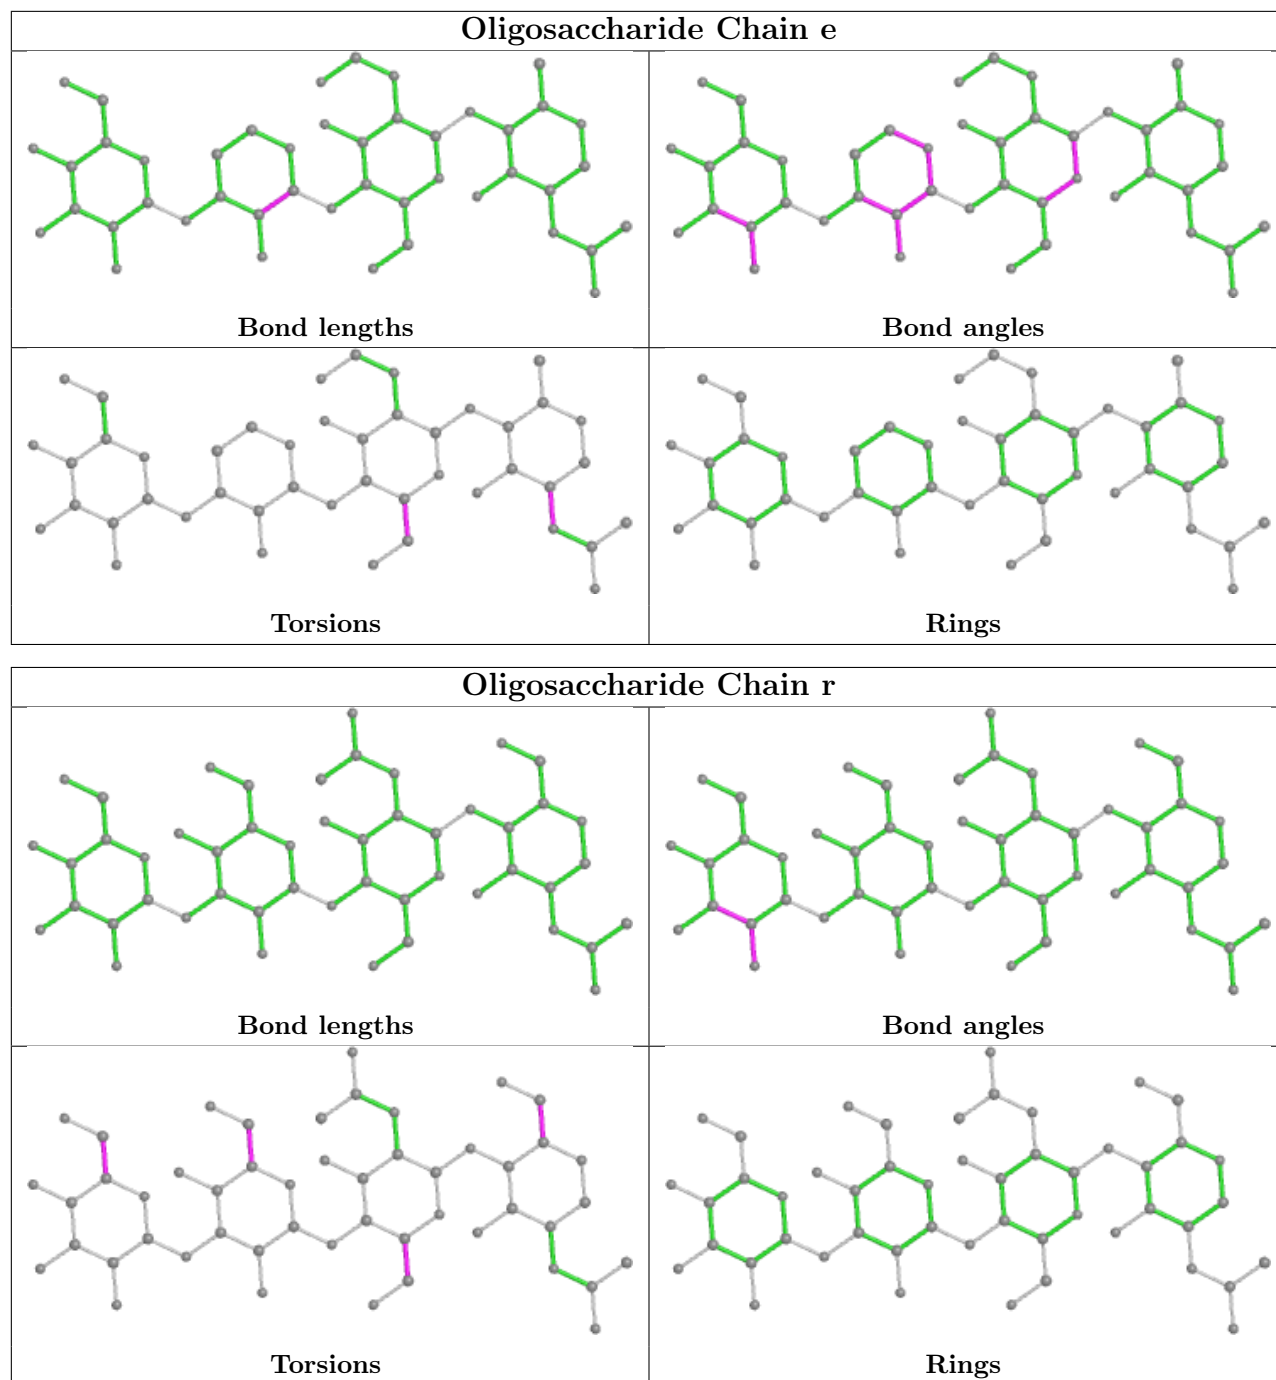 Oligosaccharide Chain e
Bond lengths
Bond angles
Torsions
Rings
Oligosaccharide Chain r
Bond lengths
Bond angles
Torsions
Rings